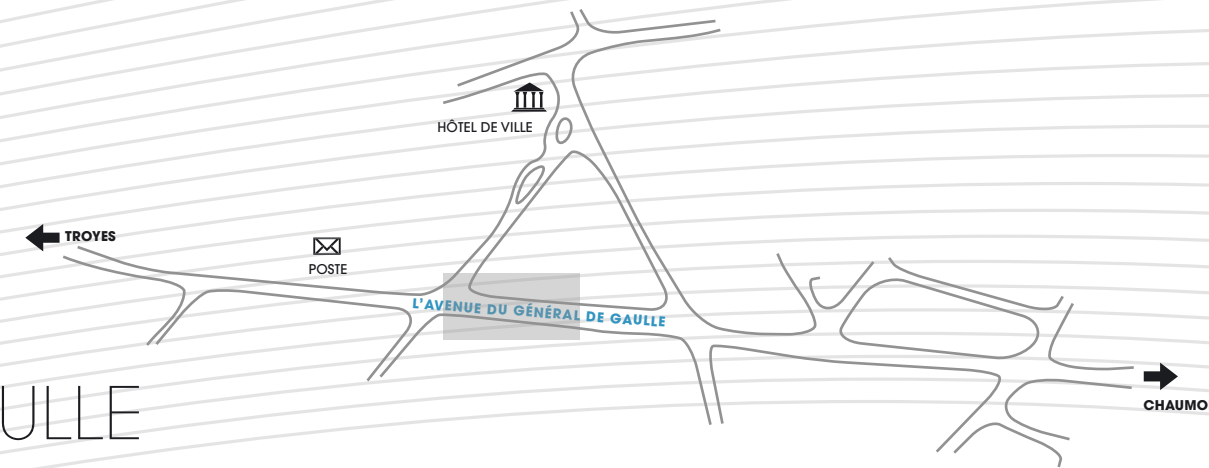 HÔTEL DE VILLE
TROYES
POSTE
L'AVENUE DU GÉNÉRAL DE GAULLE
ULLE
CHAUMO